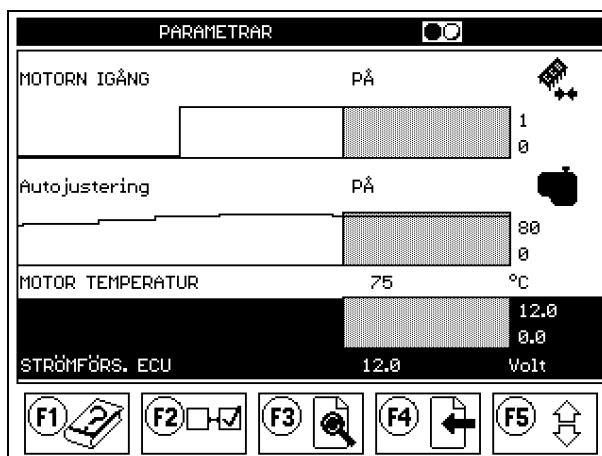 PARAMETRAR
MOTORN IGÅNG PÅ
1
0
Autojustering PÅ
80
0
MOTOR TEMPERATUR 75 °C
12.0
0.0
STRÖMFÖRS. ECU 12.0 Volt
F1 F2 F3 F4 F5